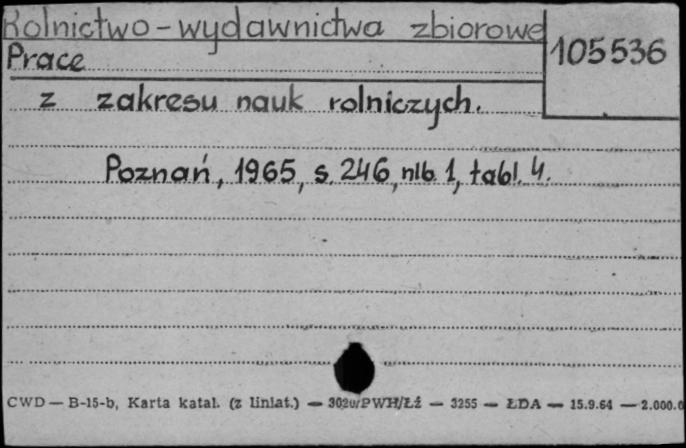 Rolnictwo-wydawnictwa zbiorowe
105536
Prace
z zakresu nauk rolniczych.
Poznań, 1965, s. 246, nlb. 1, tabl. 4.
CWD — B-15-b, Karta katal. (z liniat.) — PWH/Łź — 3255 — ŁDA — 15.9.64 — 2.000.0